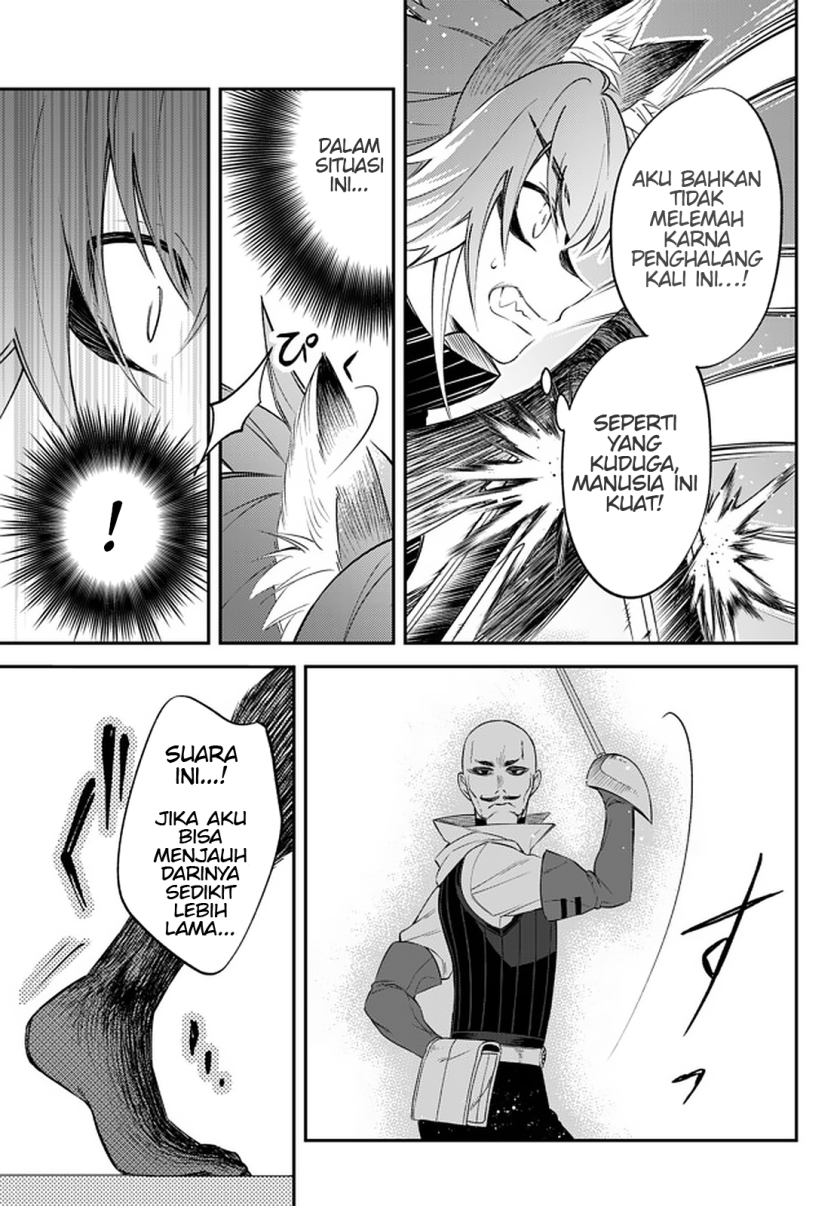 AKU BAHKAN
TIDAK
MELEMAH
KARNA
PENGHALANG
KALI INI...!
SEPERTI
YANG
KUDUGA,
MANUSIA INI
KUAT!
DALAM
SITUASI
INI...
ぴく
!
すっ
SUARA
INI...!
JIKA AKU
BISA
MENJAUH
DARINYA
SEDIKIT
LEBIH
LAMA...